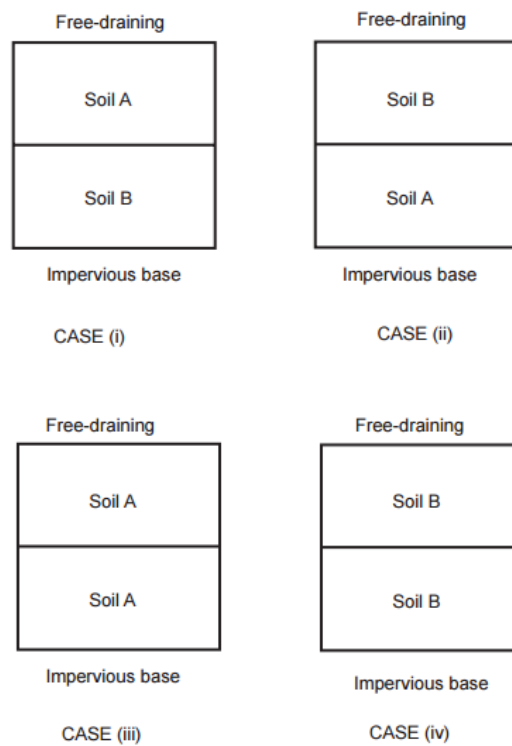 Free-draining
Soil A
Soil B
Impervious base
CASE (i)
Free-draining
Soil B
Soil A
Impervious base
CASE (ii)
Free-draining
Soil A
Soil A
Impervious base
CASE (iii)
Free-draining
Soil B
Soil B
Impervious base
CASE (iv)